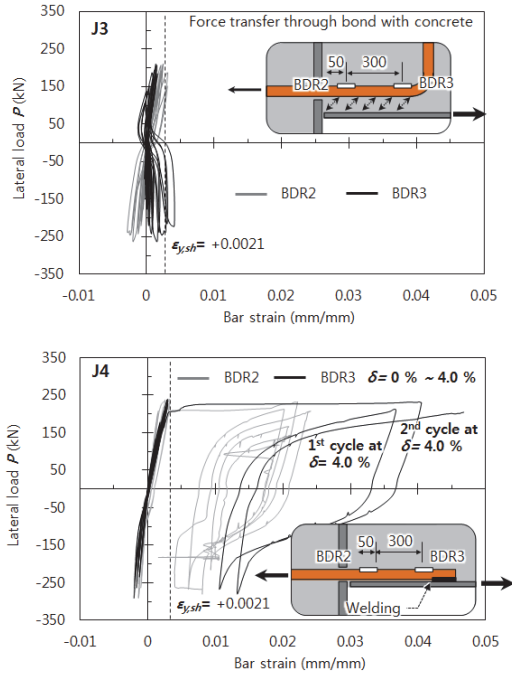 350
J3
Force transfer through bond with concrete
250
50
300
150
BDR2
BDR3
50
Lateral load P (kN)
-50
BDR2
BDR3
-150
-250
εy,sh= +0.0021
-350
-0.01
0
0.01
0.02
0.03
0.04
0.05
Bar strain (mm/mm)
350
J4
BDR2
BDR3
δ= 0 % ~ 4.0 %
250
150
1st cycle at
δ= 4.0 %
2nd cycle at
δ= 4.0 %
50
Lateral load P (kN)
-50
50
300
-150
BDR2
BDR3
-250
εy,sh= +0.0021
Welding
-350
-0.01
0
0.01
0.02
0.03
0.04
0.05
Bar strain (mm/mm)